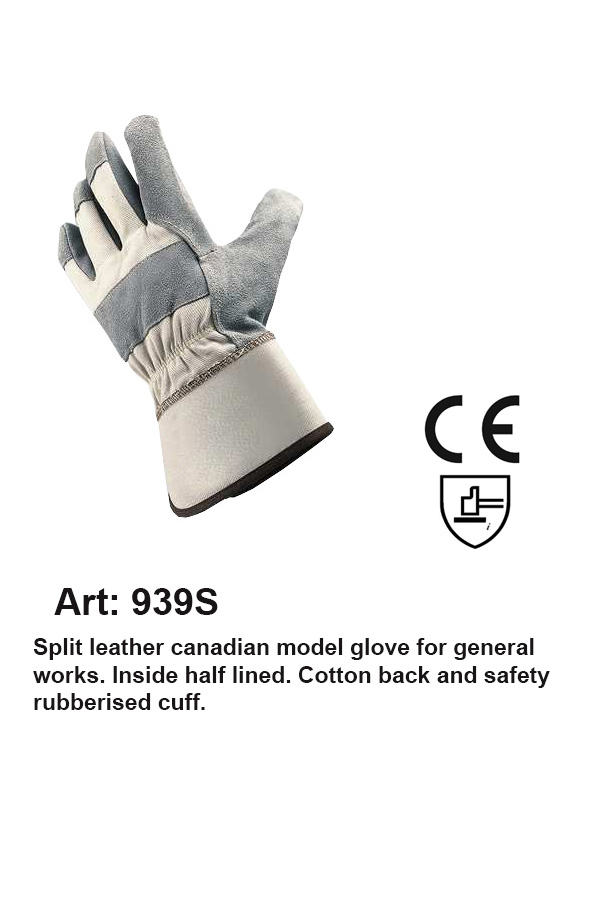 CE
i
Art: 939S
Split leather canadian model glove for general
works. Inside half lined. Cotton back and safety
rubberised cuff.